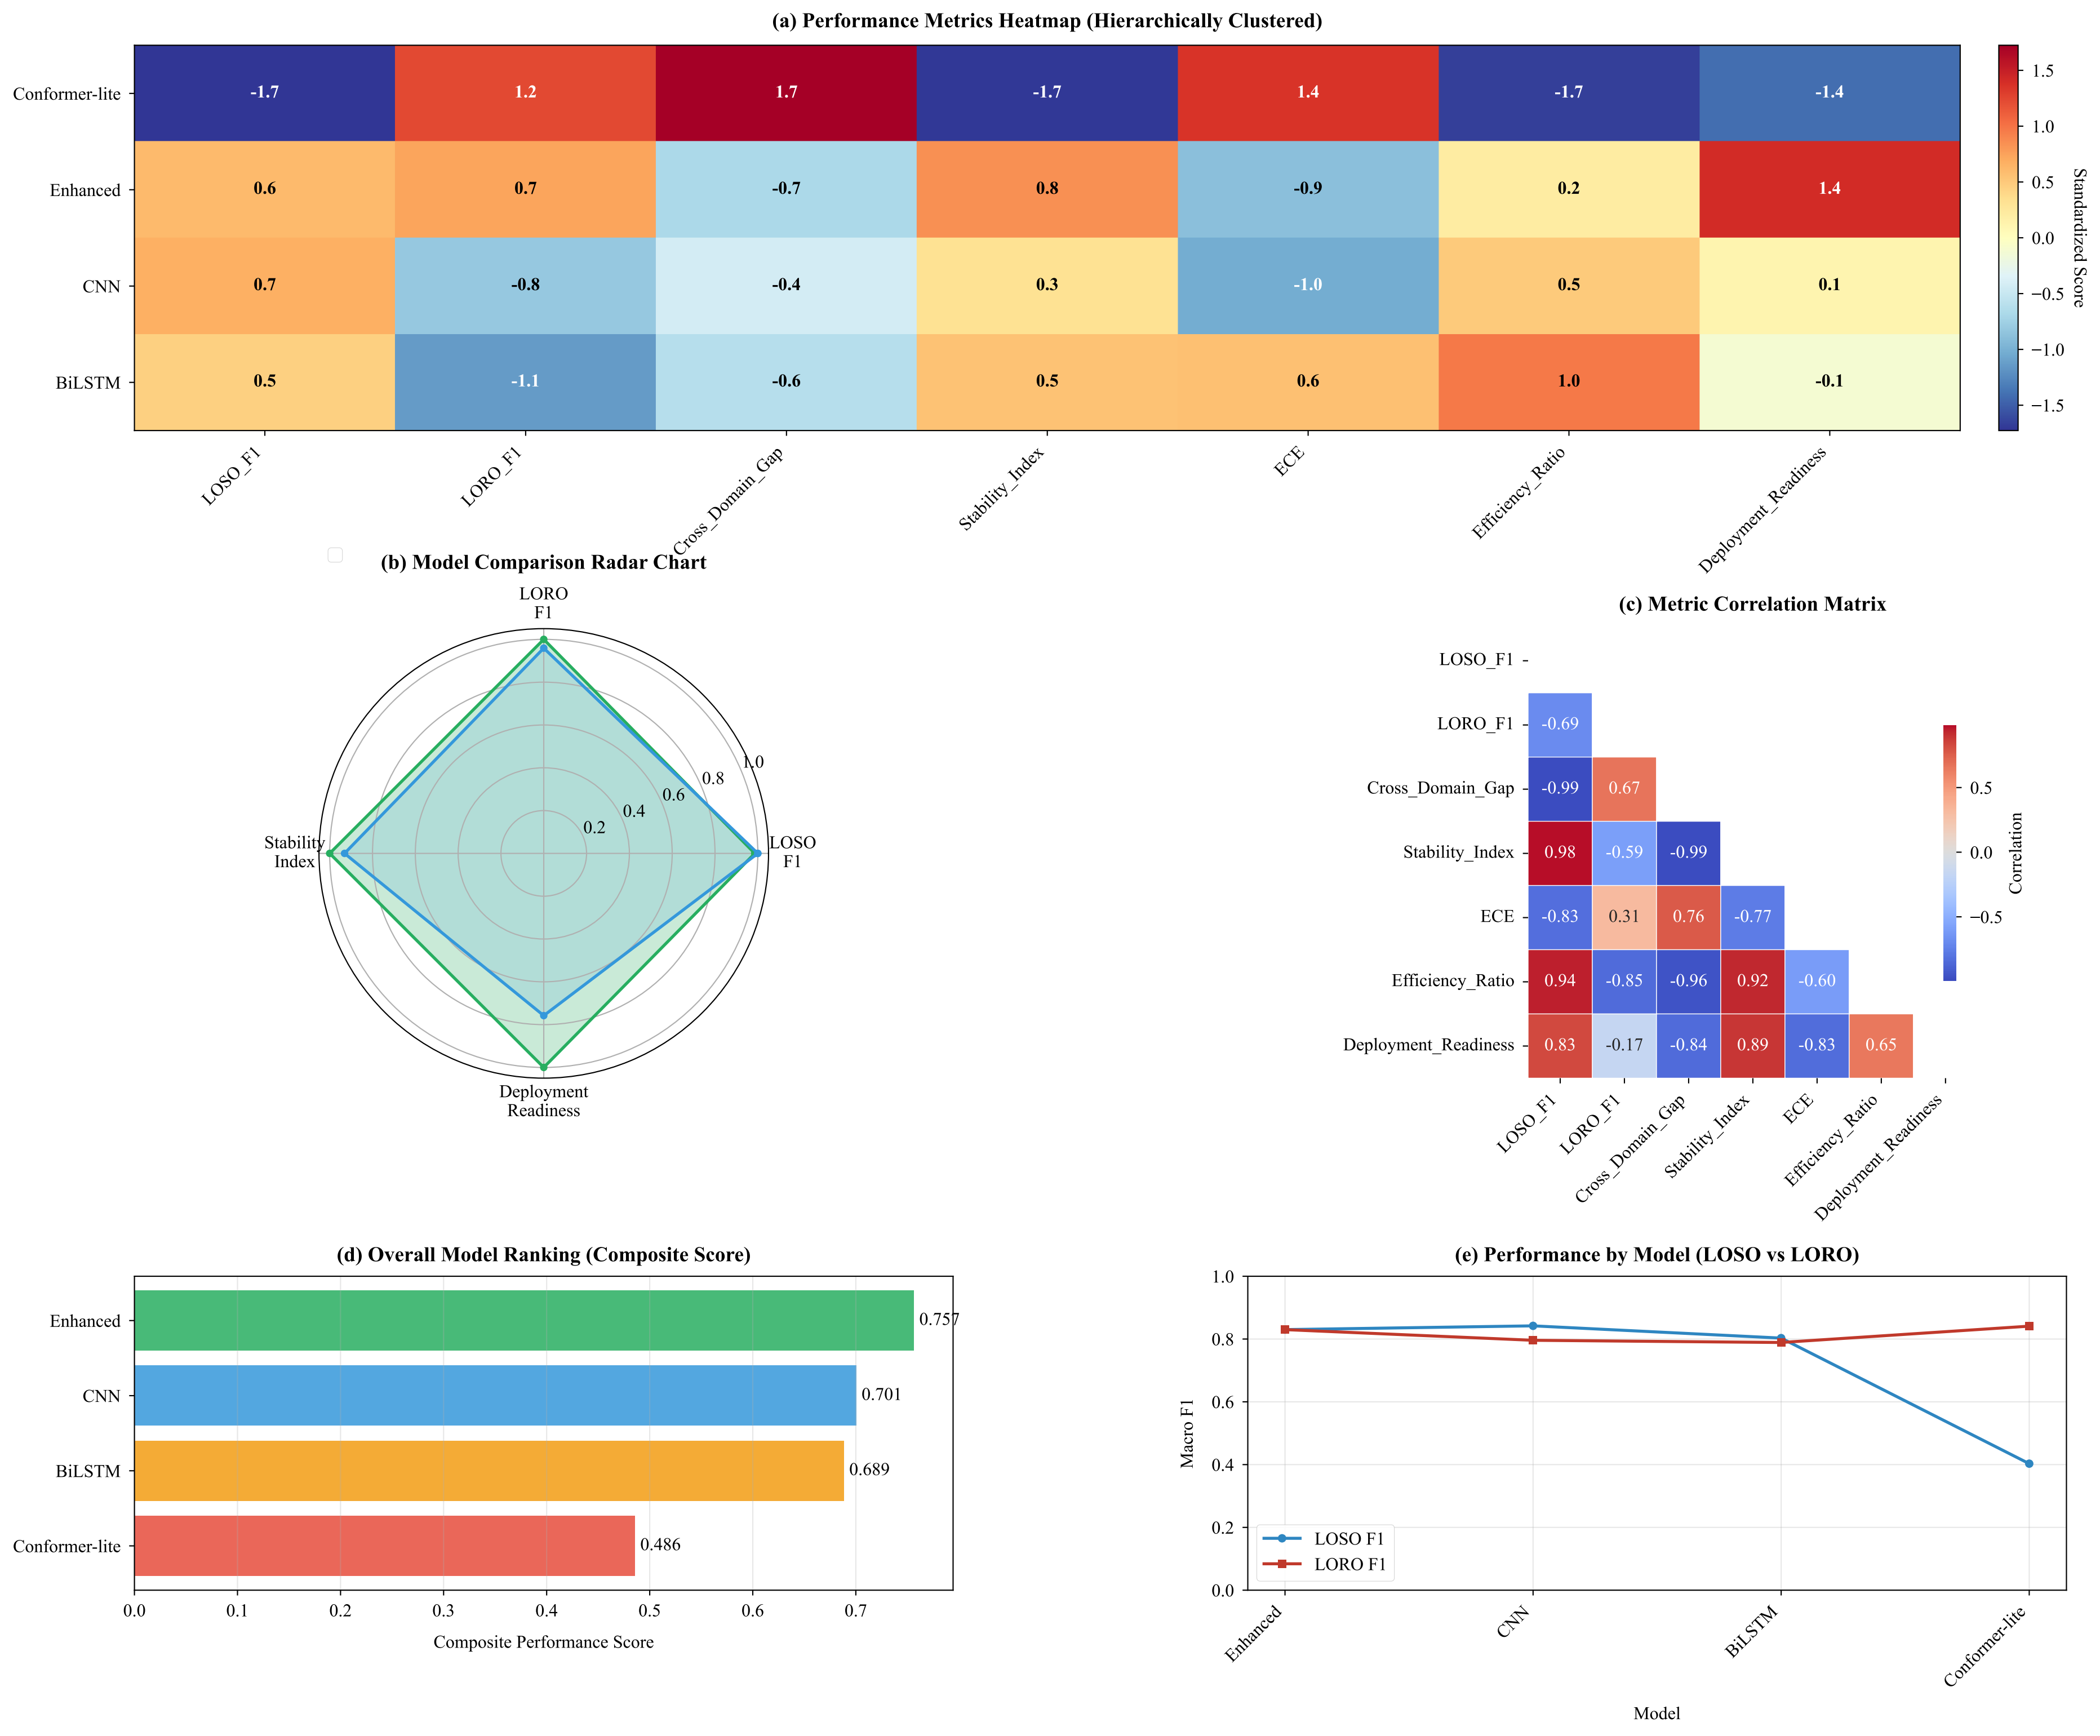 (a) Performance Metrics Heatmap (Hierarchically Clustered)
Conformer-lite -1.7 1.2 1.7 -1.7 1.4 -1.7 -1.4
Enhanced 0.6 0.7 -0.7 0.8 -0.9 0.2 1.4
CNN 0.7 -0.8 -0.4 0.3 -1.0 0.5 0.1
BiLSTM 0.5 -1.1 -0.6 0.5 0.6 1.0 -0.1
LOSO_F1 LORO_F1 Cross_Domain_Gap Stability_Index ECE Efficiency_Ratio Deployment_Readiness
1.5
1.0
0.5
0.0
−0.5
−1.0
−1.5
Standardized Score
(b) Model Comparison Radar Chart
LORO
F1
1.0
0.8
0.6
0.4
0.2
Stability
Index
LOSO
F1
Deployment
Readiness
(c) Metric Correlation Matrix
LOSO_F1
LORO_F1 -0.69
Cross_Domain_Gap -0.99 0.67
Stability_Index 0.98 -0.59 -0.99
ECE -0.83 0.31 0.76 -0.77
Efficiency_Ratio 0.94 -0.85 -0.96 0.92 -0.60
Deployment_Readiness 0.83 -0.17 -0.84 0.89 -0.83 0.65
LOSO_F1 LORO_F1 Cross_Domain_Gap Stability_Index ECE Efficiency_Ratio Deployment_Readiness
0.5
0.0
−0.5
Correlation
(d) Overall Model Ranking (Composite Score)
Enhanced 0.757
CNN 0.701
BiLSTM 0.689
Conformer-lite 0.486
0.0 0.1 0.2 0.3 0.4 0.5 0.6 0.7
Composite Performance Score
(e) Performance by Model (LOSO vs LORO)
1.0
0.8
0.6
0.4
0.2
0.0
Macro F1
LOSO F1
LORO F1
Enhanced CNN BiLSTM Conformer-lite
Model